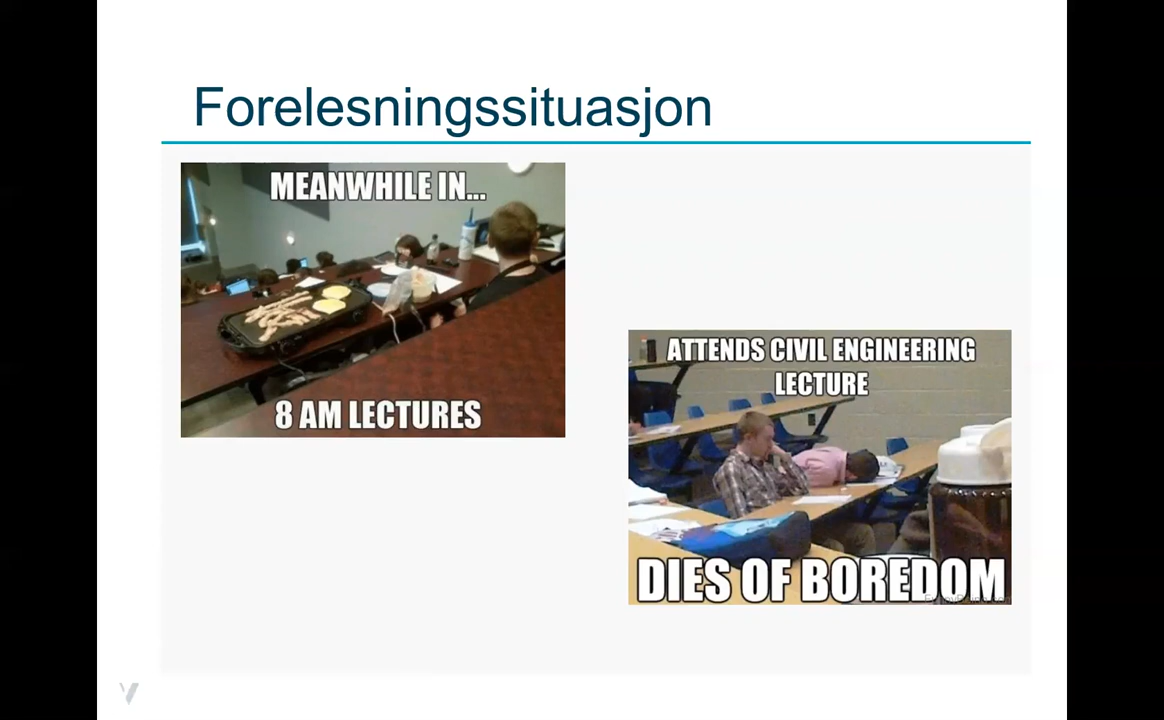 Forelesningssituasjon
MEANWHILE IN...
8 AM LECTURES
ATTENDS CIVIL ENGINEERING
LECTURE
DIES OF BOREDOM